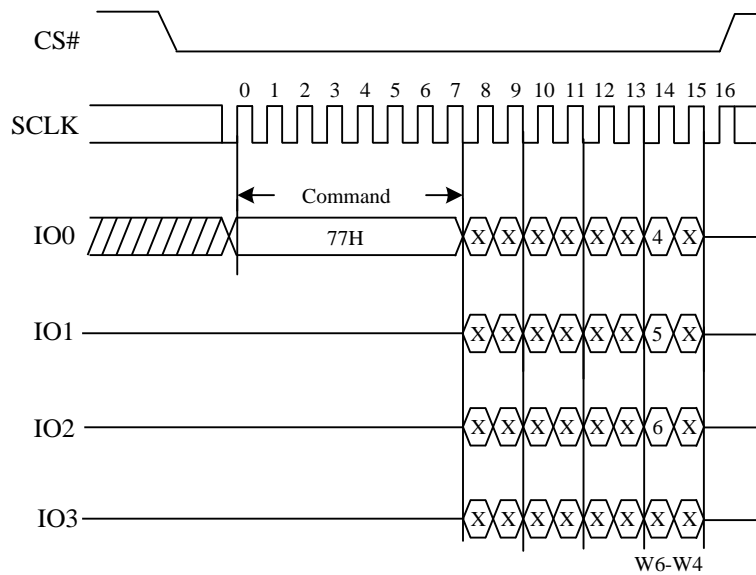 CS#
0 1 2 3 4 5 6 7 8 9 10 11 12 13 14 15 16
SCLK
Command
IO0 77H X X X X X X 4 X
IO1 X X X X X X 5 X
IO2 X X X X X X 6 X
IO3 X X X X X X X X
W6-W4